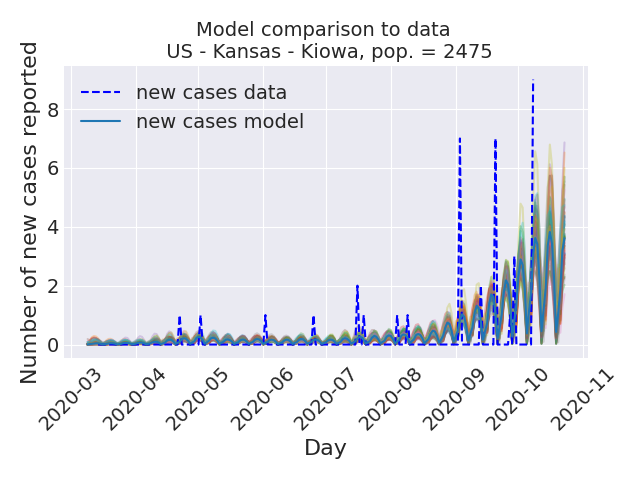 Model comparison to data
US - Kansas - Kiowa, pop. = 2475
Number of new cases reported
new cases data
new cases model
8
6
4
2
0
2020-03
2020-04
2020-05
2020-06
2020-07
2020-08
2020-09
2020-10
2020-11
Day